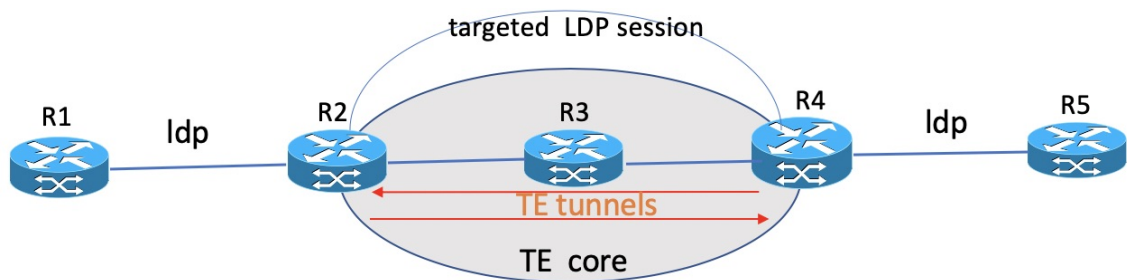 targeted LDP session
R1
ldp
R2
R3
R4
ldp
R5
TE tunnels
TE core